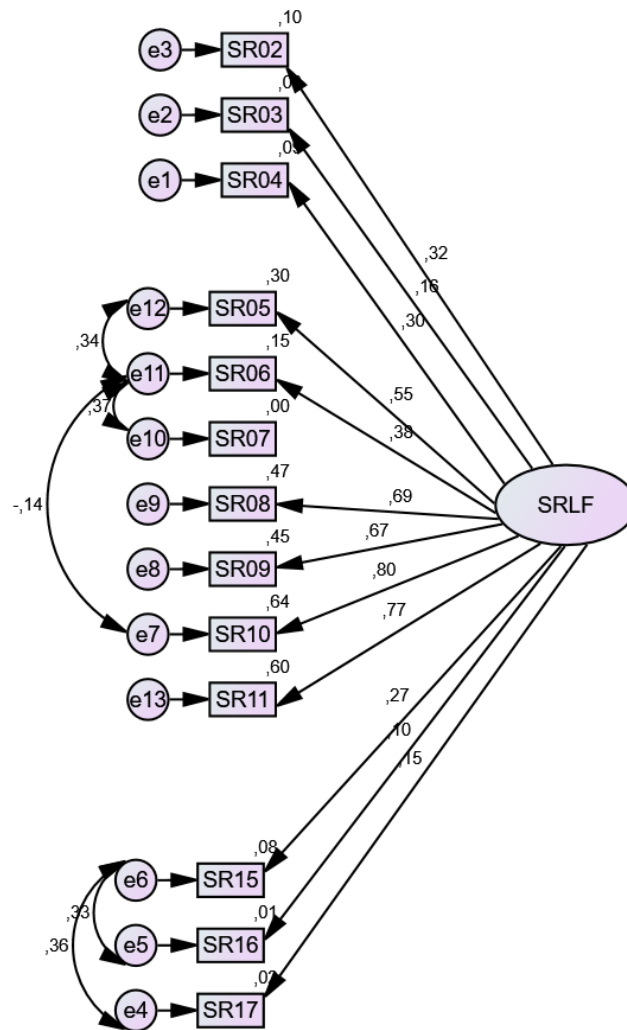 ,10
e3 SR02
e2 SR03
e1 SR04
,32
,16
,30
,30
e12 SR05
,34
,15
e11 SR06
,37
,00
e10 SR07
,55
,38
,47
e9 SR08
,69
-,14
SRLF
,45
e8 SR09
,67
,64
e7 SR10
,80
,60
e13 SR11
,77
,27
,10
,15
,08
e6 SR15
,33
,01
e5 SR16
,36
e4 SR17